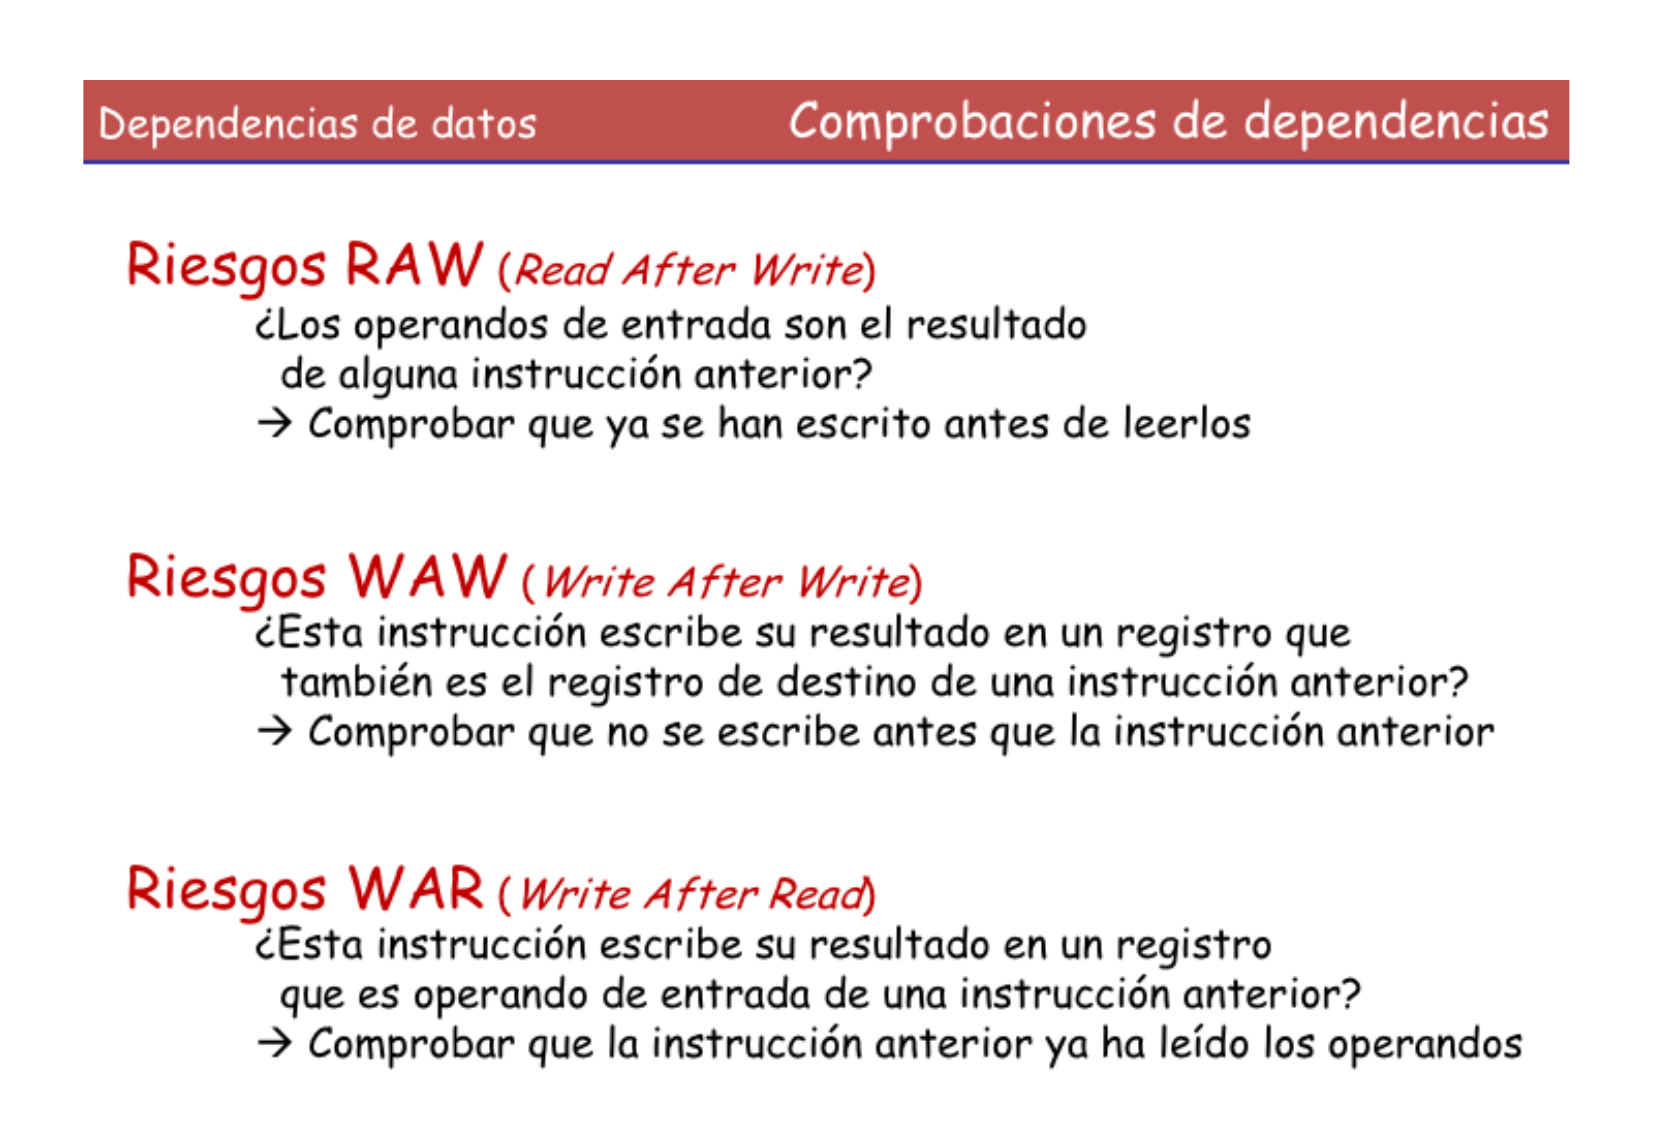 Dependencias de datos
Comprobaciones de dependencias
Riesgos RAW (Read After Write)
¿Los operandos de entrada son el resultado
de alguna instrucción anterior?
→ Comprobar que ya se han escrito antes de leerlos
Riesgos WAW (Write After Write)
¿Esta instrucción escribe su resultado en un registro que
también es el registro de destino de una instrucción anterior?
→ Comprobar que no se escribe antes que la instrucción anterior
Riesgos WAR (Write After Read)
¿Esta instrucción escribe su resultado en un registro
que es operando de entrada de una instrucción anterior?
→ Comprobar que la instrucción anterior ya ha leído los operandos